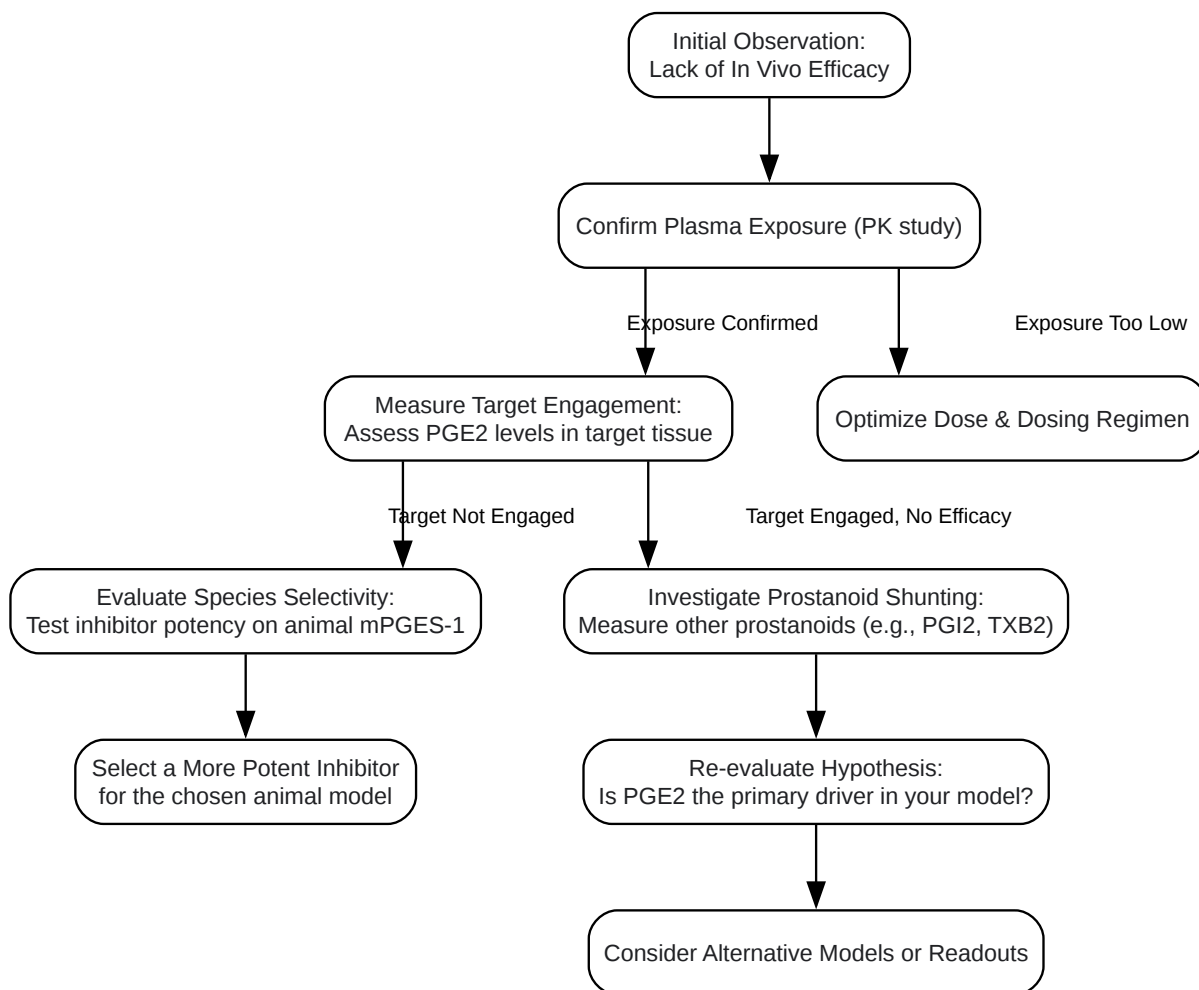 Initial Observation:
Lack of In Vivo Efficacy
Confirm Plasma Exposure (PK study)
Exposure Confirmed
Exposure Too Low
Measure Target Engagement:
Assess PGE2 levels in target tissue
Optimize Dose & Dosing Regimen
Target Not Engaged
Target Engaged, No Efficacy
Evaluate Species Selectivity:
Test inhibitor potency on animal mPGES-1
Investigate Prostanoid Shunting:
Measure other prostanoids (e.g., PGI2, TXB2)
Select a More Potent Inhibitor
for the chosen animal model
Re-evaluate Hypothesis:
Is PGE2 the primary driver in your model?
Consider Alternative Models or Readouts